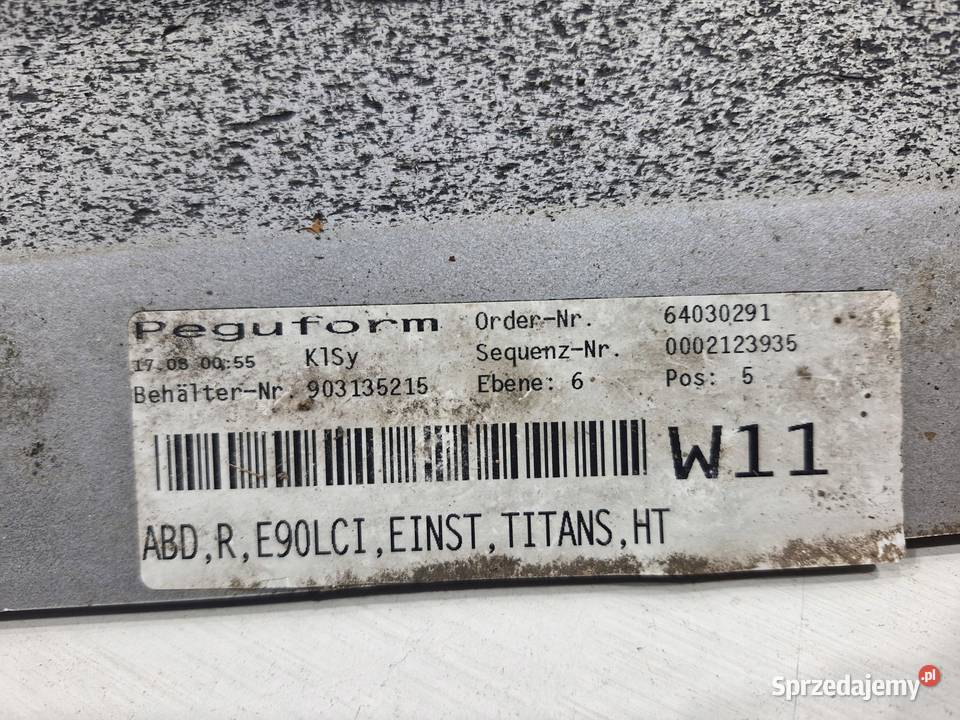 Peguform Order-Nr. 64030291
17.08 00:55 KlSy Sequenz-Nr. 0002123935
Behälter-Nr. 903135215 Ebene: 6 Pos: 5
W11
ABD,R,E90LCI,EINST,TITANS,HT
Sprzedajemy.pl